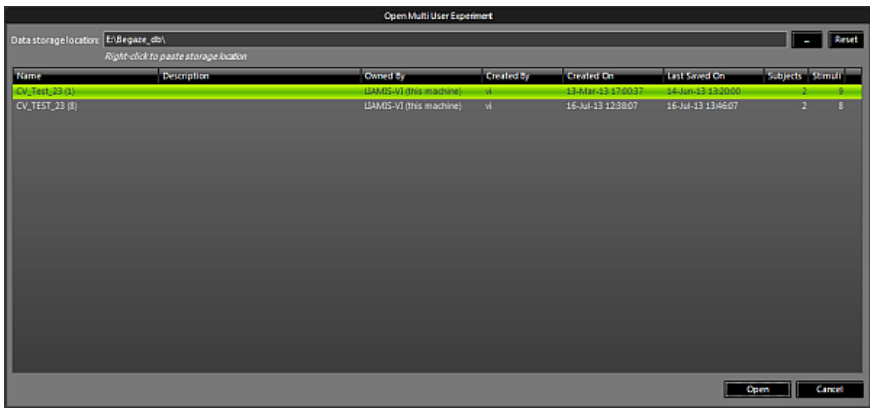 Open Multi User Experiment
Data storage location: E:\Begaze_db\ ... Reset
Right-click to paste storage location
Name Description Owned By Created By Created On Last Saved On Subjects Stimuli
CV_Test_23 (1) LIAMIS-VI (this machine) vi 13-Mar-13 17:00:37 14-Jun-13 13:20:00 2 9
CV_TEST_23 (8) LIAMIS-VI (this machine) vi 16-Jul-13 12:38:07 16-Jul-13 13:46:07 2 8
Open Cancel